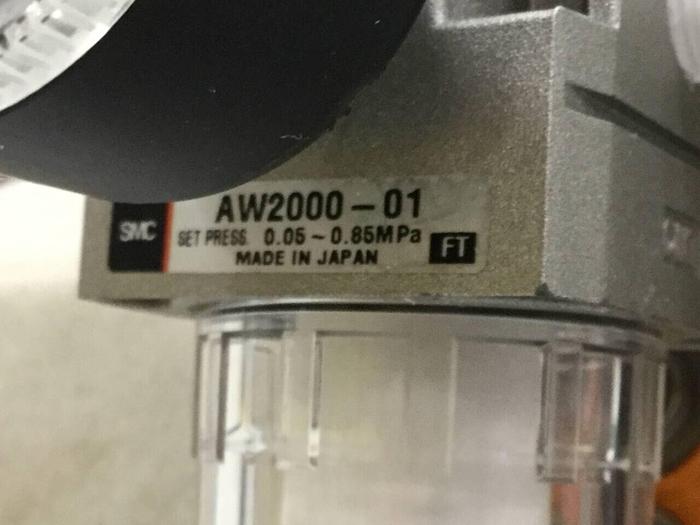 AW2000-01
SMC
SET PRESS. 0.05~0.85MPa
FT
MADE IN JAPAN